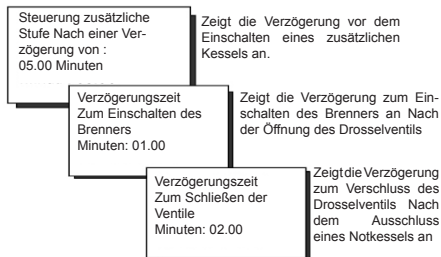 Steuerung zusätzliche
Stufe Nach einer Ver-
zögerung von :
05.00 Minuten
Zeigt die Verzögerung vor dem
Einschalten eines zusätzlichen
Kessels an.
Verzögerungszeit
Zum Einschalten des
Brenners
Minuten: 01.00
Zeigt die Verzögerung zum Ein-
schalten des Brenners an Nach
der Öffnung des Drosselventils
Verzögerungszeit
Zum Schließen der
Ventile
Minuten: 02.00
Zeigt die Verzögerung
zum Verschluss des
Drosselventils Nach
dem Ausschluss
eines Notkessels an